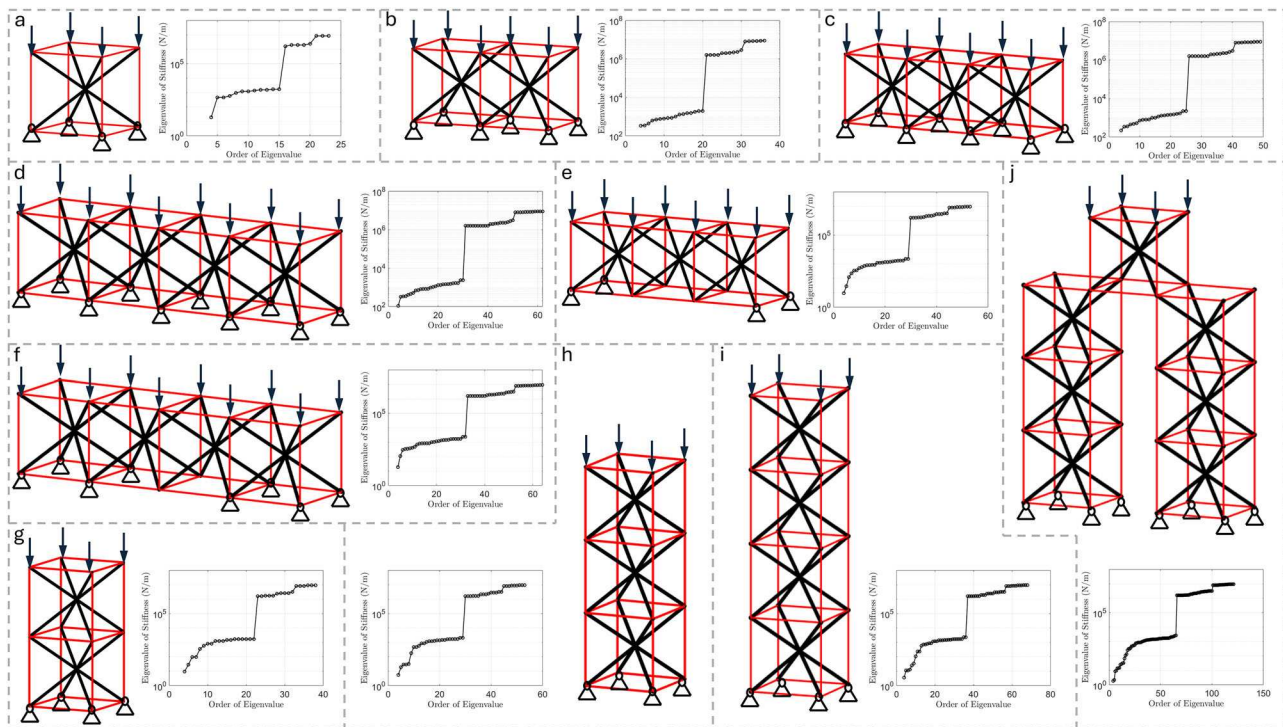 a
Eigenvalue of Stiffness (N/m)
10^5
10^0
0 5 10 15 20 25
Order of Eigenvalue
b
Eigenvalue of Stiffness (N/m)
10^8
10^6
10^4
10^2
0 10 20 30 40
Order of Eigenvalue
c
Eigenvalue of Stiffness (N/m)
10^8
10^6
10^4
10^2
0 10 20 30 40 50
Order of Eigenvalue
d
Eigenvalue of Stiffness (N/m)
10^8
10^6
10^4
10^2
0 20 40 60
Order of Eigenvalue
e
Eigenvalue of Stiffness (N/m)
10^5
10^0
0 20 40 60
Order of Eigenvalue
j
f
Eigenvalue of Stiffness (N/m)
10^5
10^0
0 20 40 60
Order of Eigenvalue
h
i
g
Eigenvalue of Stiffness (N/m)
10^5
10^0
0 10 20 30 40
Order of Eigenvalue
Eigenvalue of Stiffness (N/m)
10^5
10^0
0 10 20 30 40 50 60
Order of Eigenvalue
Eigenvalue of Stiffness (N/m)
10^5
10^0
0 20 40 60 80
Order of Eigenvalue
Eigenvalue of Stiffness (N/m)
10^5
10^0
0 50 100 150
Order of Eigenvalue